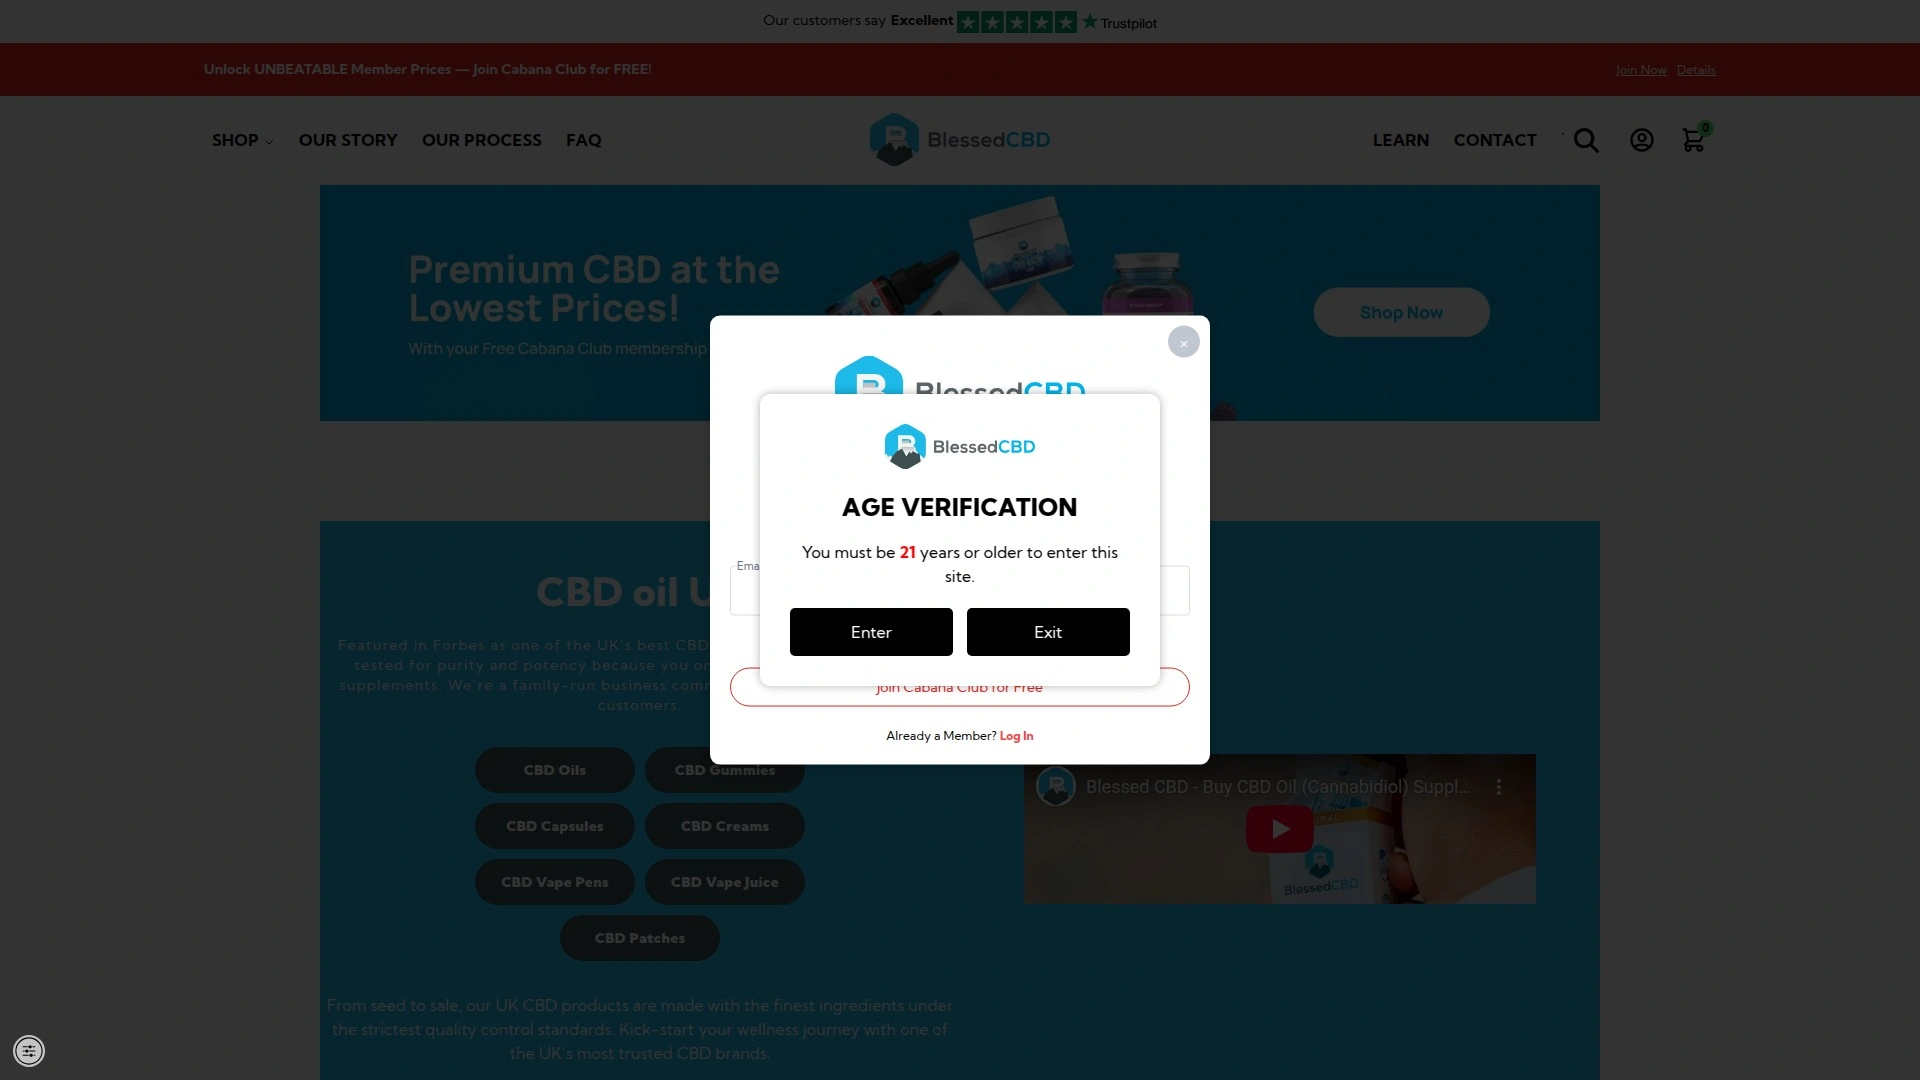 Our customers say Excellent Trustpilot
Unlock UNBEATABLE Member Prices — Join Cabana Club for FREE!
Join Now Details
SHOP OUR STORY OUR PROCESS FAQ
BlessedCBD
LEARN CONTACT
0
Premium CBD at the
Lowest Prices!
With your Free Cabana Club membership
Shop Now
×
BlessedCBD
BlessedCBD
AGE VERIFICATION
You must be 21 years or older to enter this
site.
Enter Exit
Join Cabana Club for Free
Already a Member? Log In
CBD oil
Featured in Forbes as one of the UK's best CBD
tested for purity and potency because you
supplements. We're a family-run business
customers.
CBD Oils CBD Gummies
CBD Capsules CBD Creams
CBD Vape Pens CBD Vape Juice
CBD Patches
Blessed CBD - Buy CBD Oil (Cannabidiol) Suppl...
BlessedCBD
From seed to sale, our UK CBD products are made with the finest ingredients under
the strictest quality control standards. Kick-start your wellness journey with one of
the UK's most trusted CBD brands.